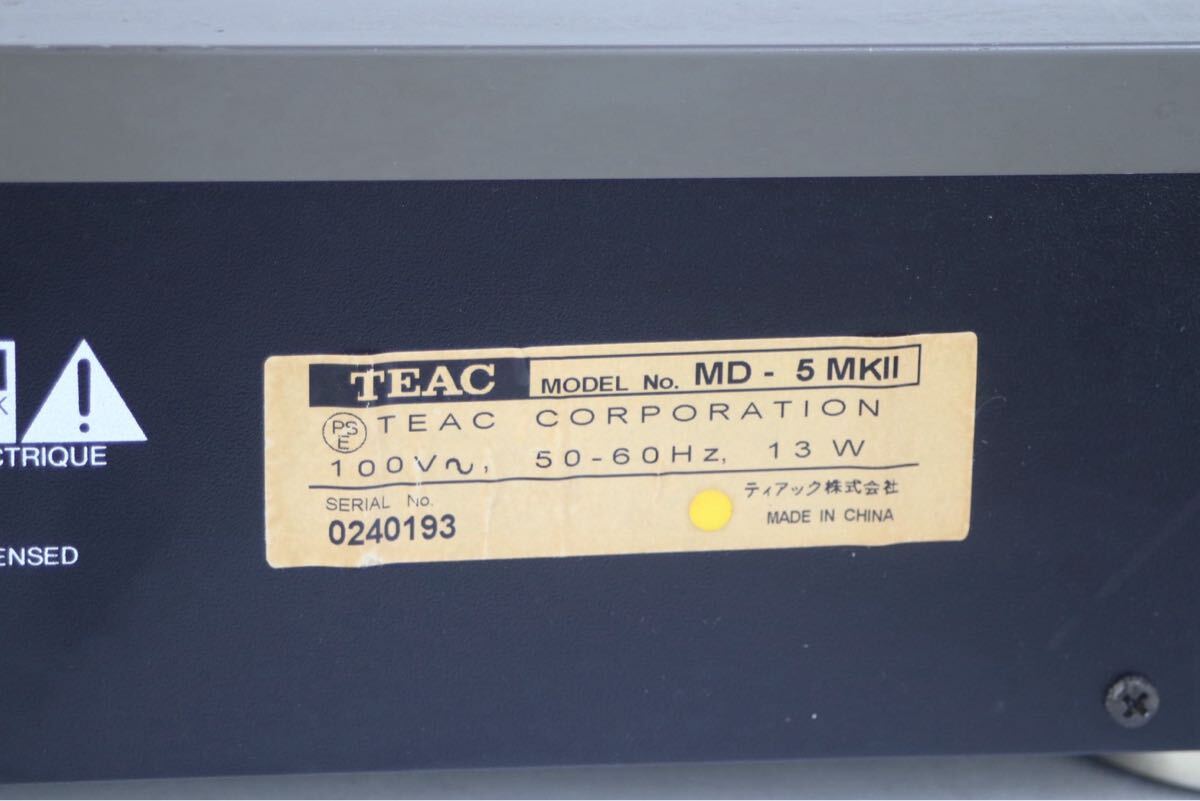 TEAC MODEL No. MD - 5 MKII
PSE TEAC CORPORATION
100V~, 50-60Hz, 13 W
SERIAL No.
0240193
ティアック株式会社
MADE IN CHINA
K
CTRIQUE
ENSED